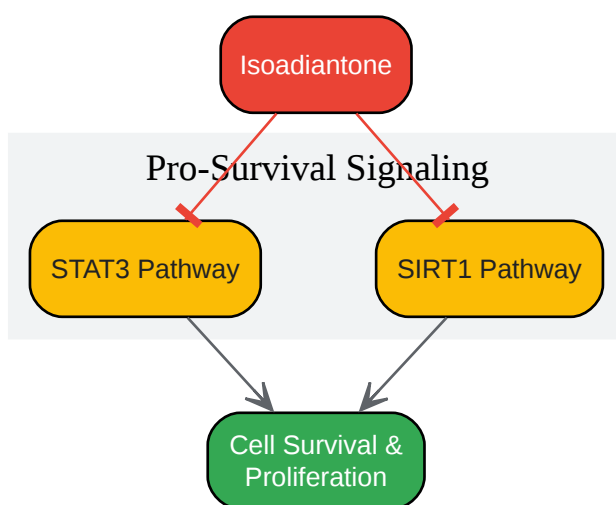 Isoadiantone
Pro-Survival Signaling
STAT3 Pathway
SIRT1 Pathway
Cell Survival &
Proliferation